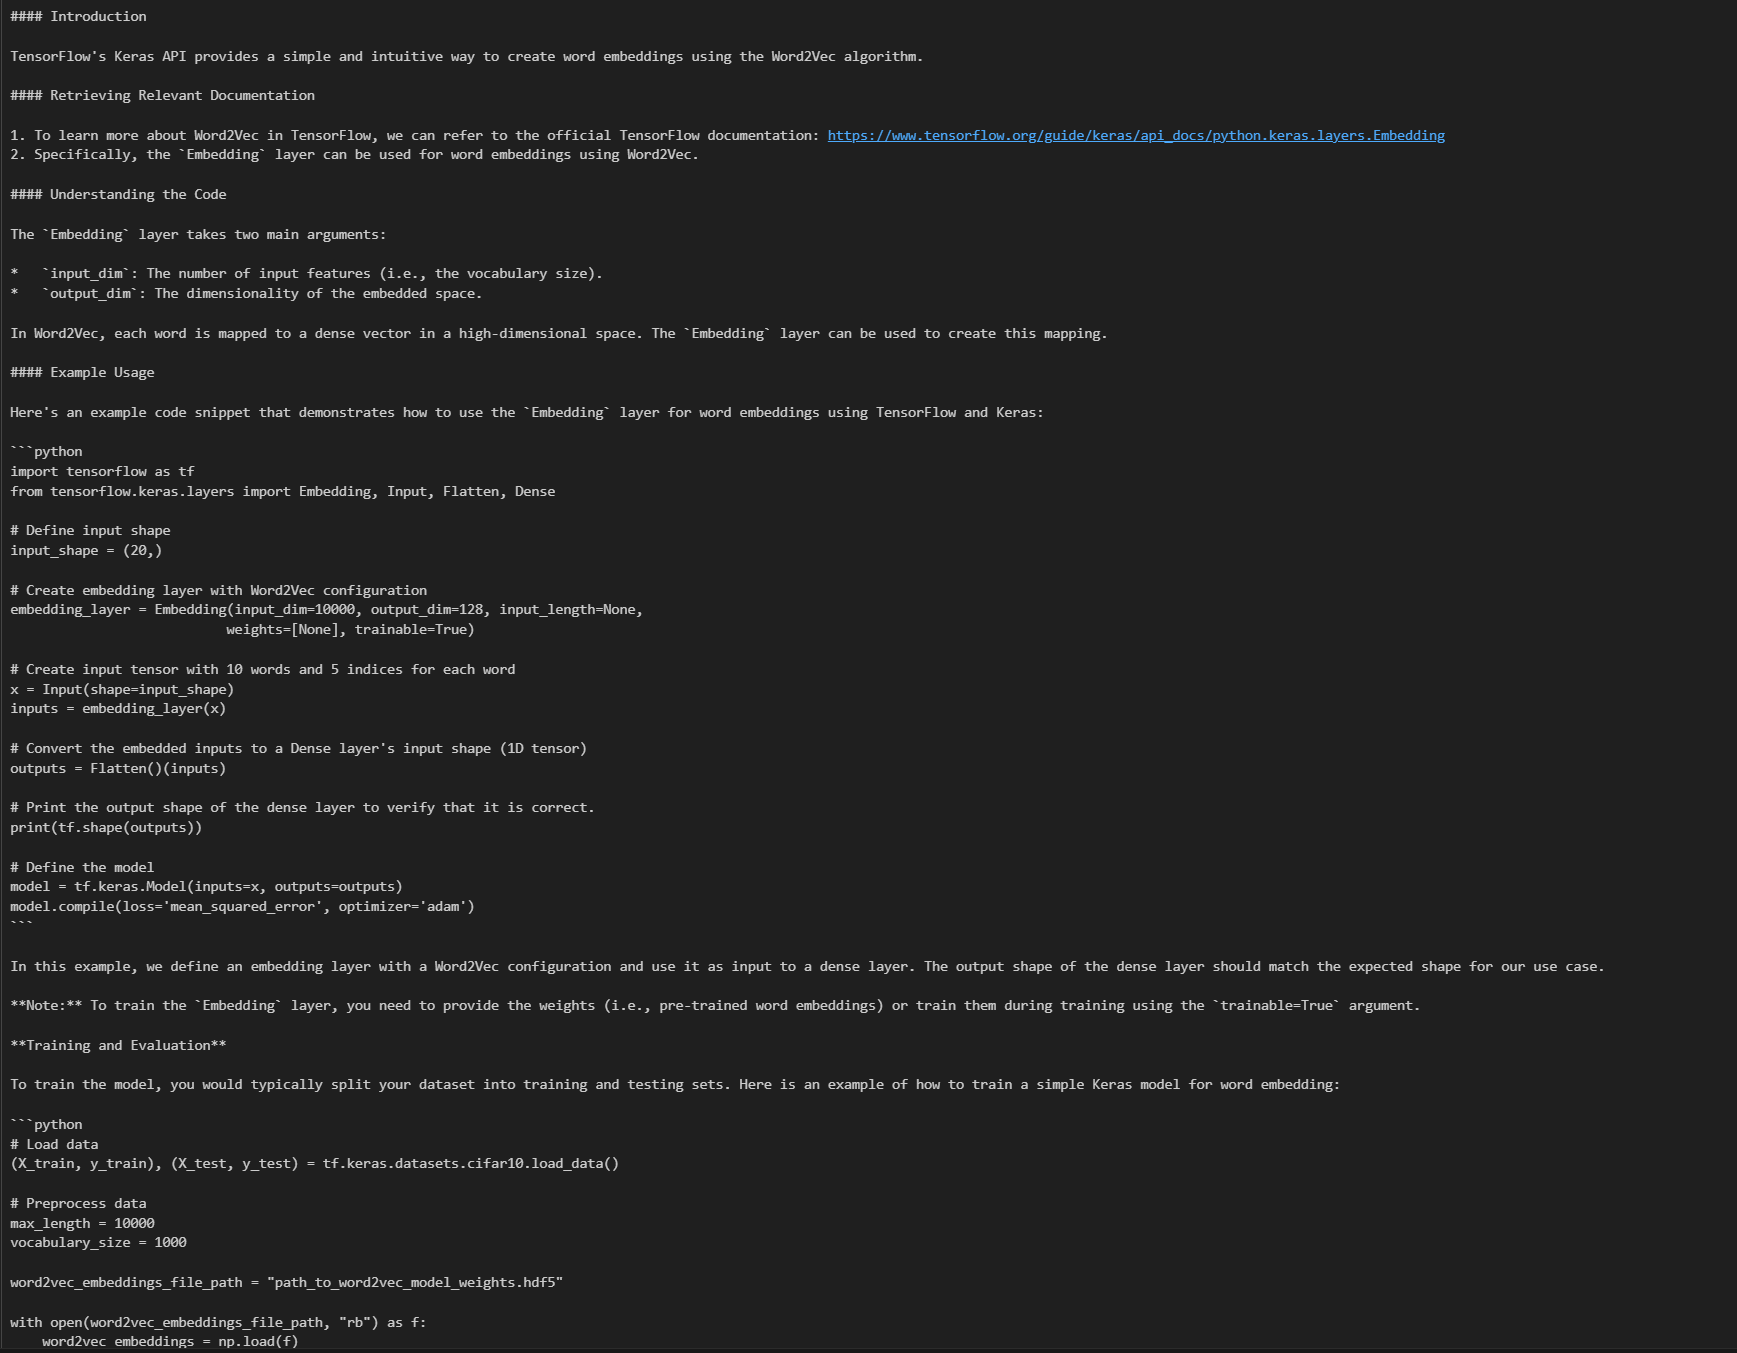 #### Introduction
TensorFlow's Keras API provides a simple and intuitive way to create word embeddings using the Word2Vec algorithm.
#### Retrieving Relevant Documentation
1. To learn more about Word2Vec in TensorFlow, we can refer to the official TensorFlow documentation: https://www.tensorflow.org/guide/keras/api_docs/python.keras.layers.Embedding
2. Specifically, the `Embedding` layer can be used for word embeddings using Word2Vec.
#### Understanding the Code
The `Embedding` layer takes two main arguments:
*   `input_dim`: The number of input features (i.e., the vocabulary size).
*   `output_dim`: The dimensionality of the embedded space.
In Word2Vec, each word is mapped to a dense vector in a high-dimensional space. The `Embedding` layer can be used to create this mapping.
#### Example Usage
Here's an example code snippet that demonstrates how to use the `Embedding` layer for word embeddings using TensorFlow and Keras:
```python
import tensorflow as tf
from tensorflow.keras.layers import Embedding, Input, Flatten, Dense
# Define input shape
input_shape = (20,)
# Create embedding layer with Word2Vec configuration
embedding_layer = Embedding(input_dim=10000, output_dim=128, input_length=None,
                           weights=[None], trainable=True)
# Create input tensor with 10 words and 5 indices for each word
x = Input(shape=input_shape)
inputs = embedding_layer(x)
# Convert the embedded inputs to a Dense layer's input shape (1D tensor)
outputs = Flatten()(inputs)
# Print the output shape of the dense layer to verify that it is correct.
print(tf.shape(outputs))
# Define the model
model = tf.keras.Model(inputs=x, outputs=outputs)
model.compile(loss='mean_squared_error', optimizer='adam')
```
In this example, we define an embedding layer with a Word2Vec configuration and use it as input to a dense layer. The output shape of the dense layer should match the expected shape for our use case.
**Note:** To train the `Embedding` layer, you need to provide the weights (i.e., pre-trained word embeddings) or train them during training using the `trainable=True` argument.
**Training and Evaluation**
To train the model, you would typically split your dataset into training and testing sets. Here is an example of how to train a simple Keras model for word embedding:
```python
# Load data
(X_train, y_train), (X_test, y_test) = tf.keras.datasets.cifar10.load_data()
# Preprocess data
max_length = 10000
vocabulary_size = 1000
word2vec_embeddings_file_path = "path_to_word2vec_model_weights.hdf5"
with open(word2vec_embeddings_file_path, "rb") as f:
    word2vec_embeddings = np.load(f)